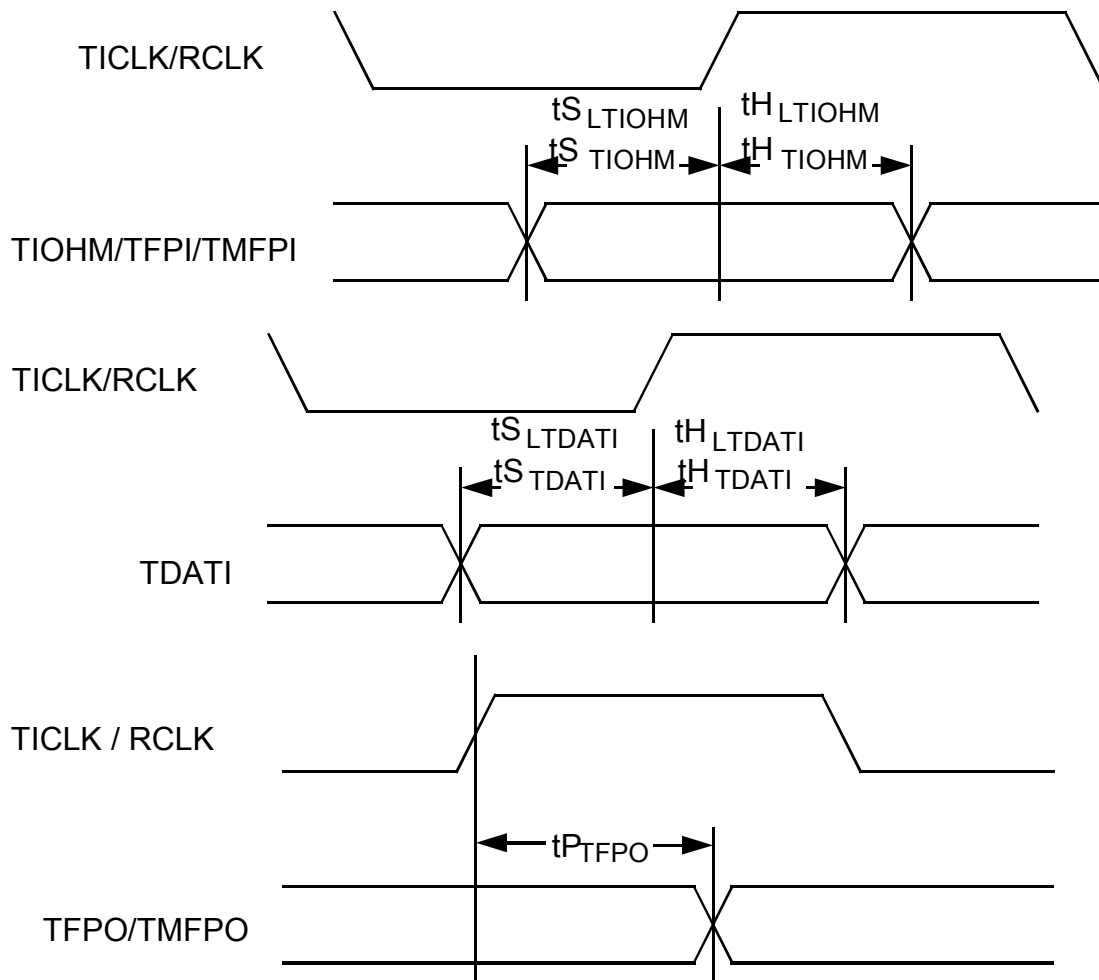 TICLK/RCLK
tS LTIOHM
tH LTIOHM
tS TIOHM
tH TIOHM
TIOHM/TFPI/TMFPI
TICLK/RCLK
tS LTDATI
tH LTDATI
tS TDATI
tH TDATI
TDATI
TICLK / RCLK
tPTFPO
TFPO/TMFPO